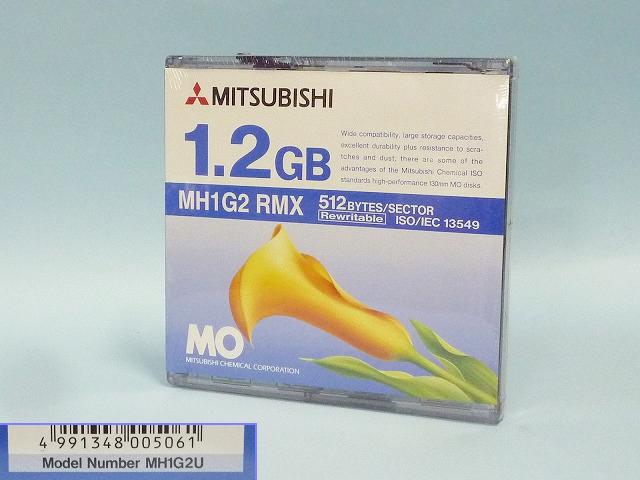 MITSUBISHI
1.2GB
Wide compatibility, large storage capacities,
excellent durability plus resistance to scra-
tches and dust, there are some of the
advantages of the Mitsubishi Chemical ISO
standards high-performance 130mm MO disks.
MH1G2 RMX
512BYTES/SECTOR
Rewritable ISO/IEC 13549
MO
MITSUBISHI CHEMICAL CORPORATION
4 991348 005061
Model Number MH1G2U